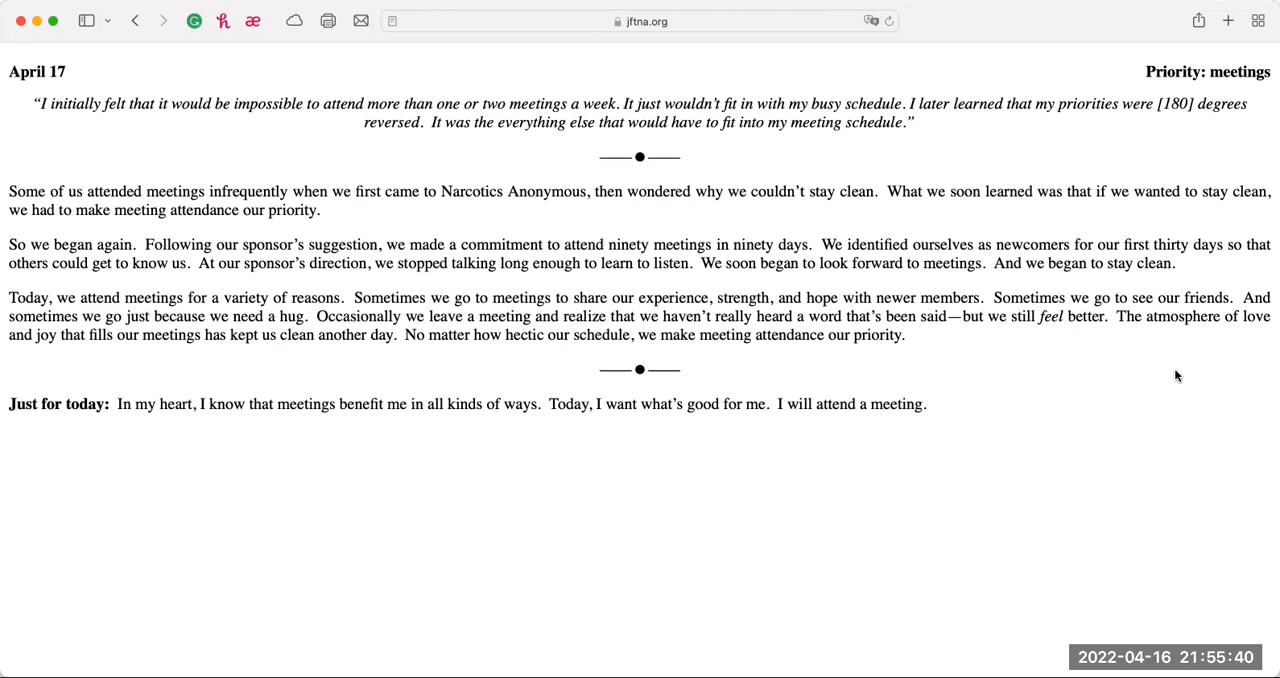 jftna.org
April 17
Priority: meetings
“I initially felt that it would be impossible to attend more than one or two meetings a week. It just wouldn’t fit in with my busy schedule. I later learned that my priorities were [180] degrees
reversed.  It was the everything else that would have to fit into my meeting schedule.”
Some of us attended meetings infrequently when we first came to Narcotics Anonymous, then wondered why we couldn’t stay clean.  What we soon learned was that if we wanted to stay clean,
we had to make meeting attendance our priority.
So we began again.  Following our sponsor’s suggestion, we made a commitment to attend ninety meetings in ninety days.  We identified ourselves as newcomers for our first thirty days so that
others could get to know us.  At our sponsor’s direction, we stopped talking long enough to learn to listen.  We soon began to look forward to meetings.  And we began to stay clean.
Today, we attend meetings for a variety of reasons.  Sometimes we go to meetings to share our experience, strength, and hope with newer members.  Sometimes we go to see our friends.  And
sometimes we go just because we need a hug.  Occasionally we leave a meeting and realize that we haven’t really heard a word that’s been said—but we still feel better.  The atmosphere of love
and joy that fills our meetings has kept us clean another day.  No matter how hectic our schedule, we make meeting attendance our priority.
Just for today:  In my heart, I know that meetings benefit me in all kinds of ways.  Today, I want what’s good for me.  I will attend a meeting.
2022-04-16 21:55:40